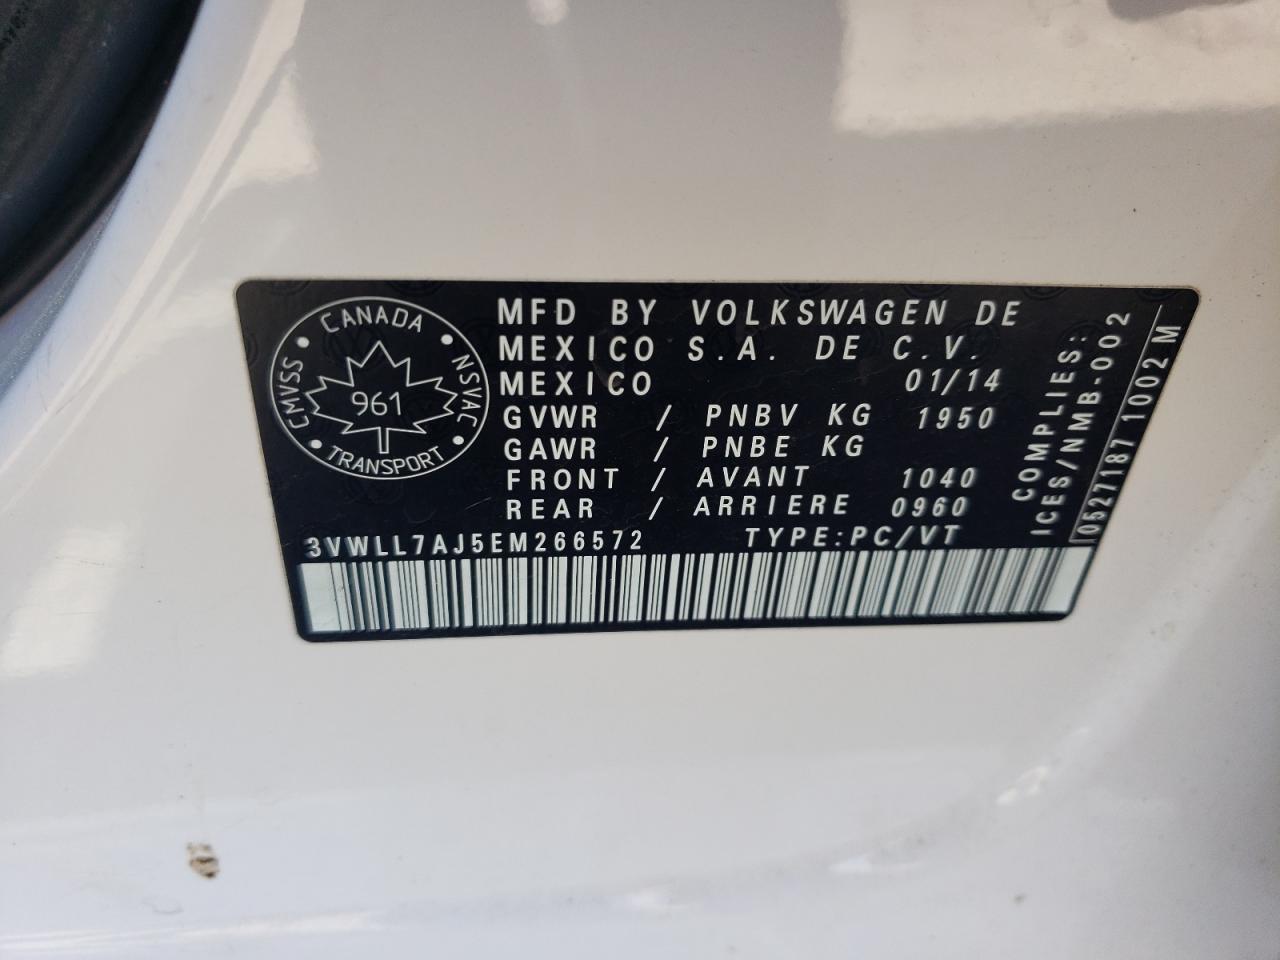 CANADA
CMVSS
NSVAC
961
TRANSPORT
MFD BY VOLKSWAGEN DE
MEXICO S.A. DE C.V.
MEXICO 01/14
GVWR / PNBV KG 1950
GAWR / PNBE KG
FRONT / AVANT 1040
REAR / ARRIERE 0960
3VWLL7AJ5EM266572 TYPE:PC/VT
COMPLIES:
ICES/NMB-002
0527187 1002 M